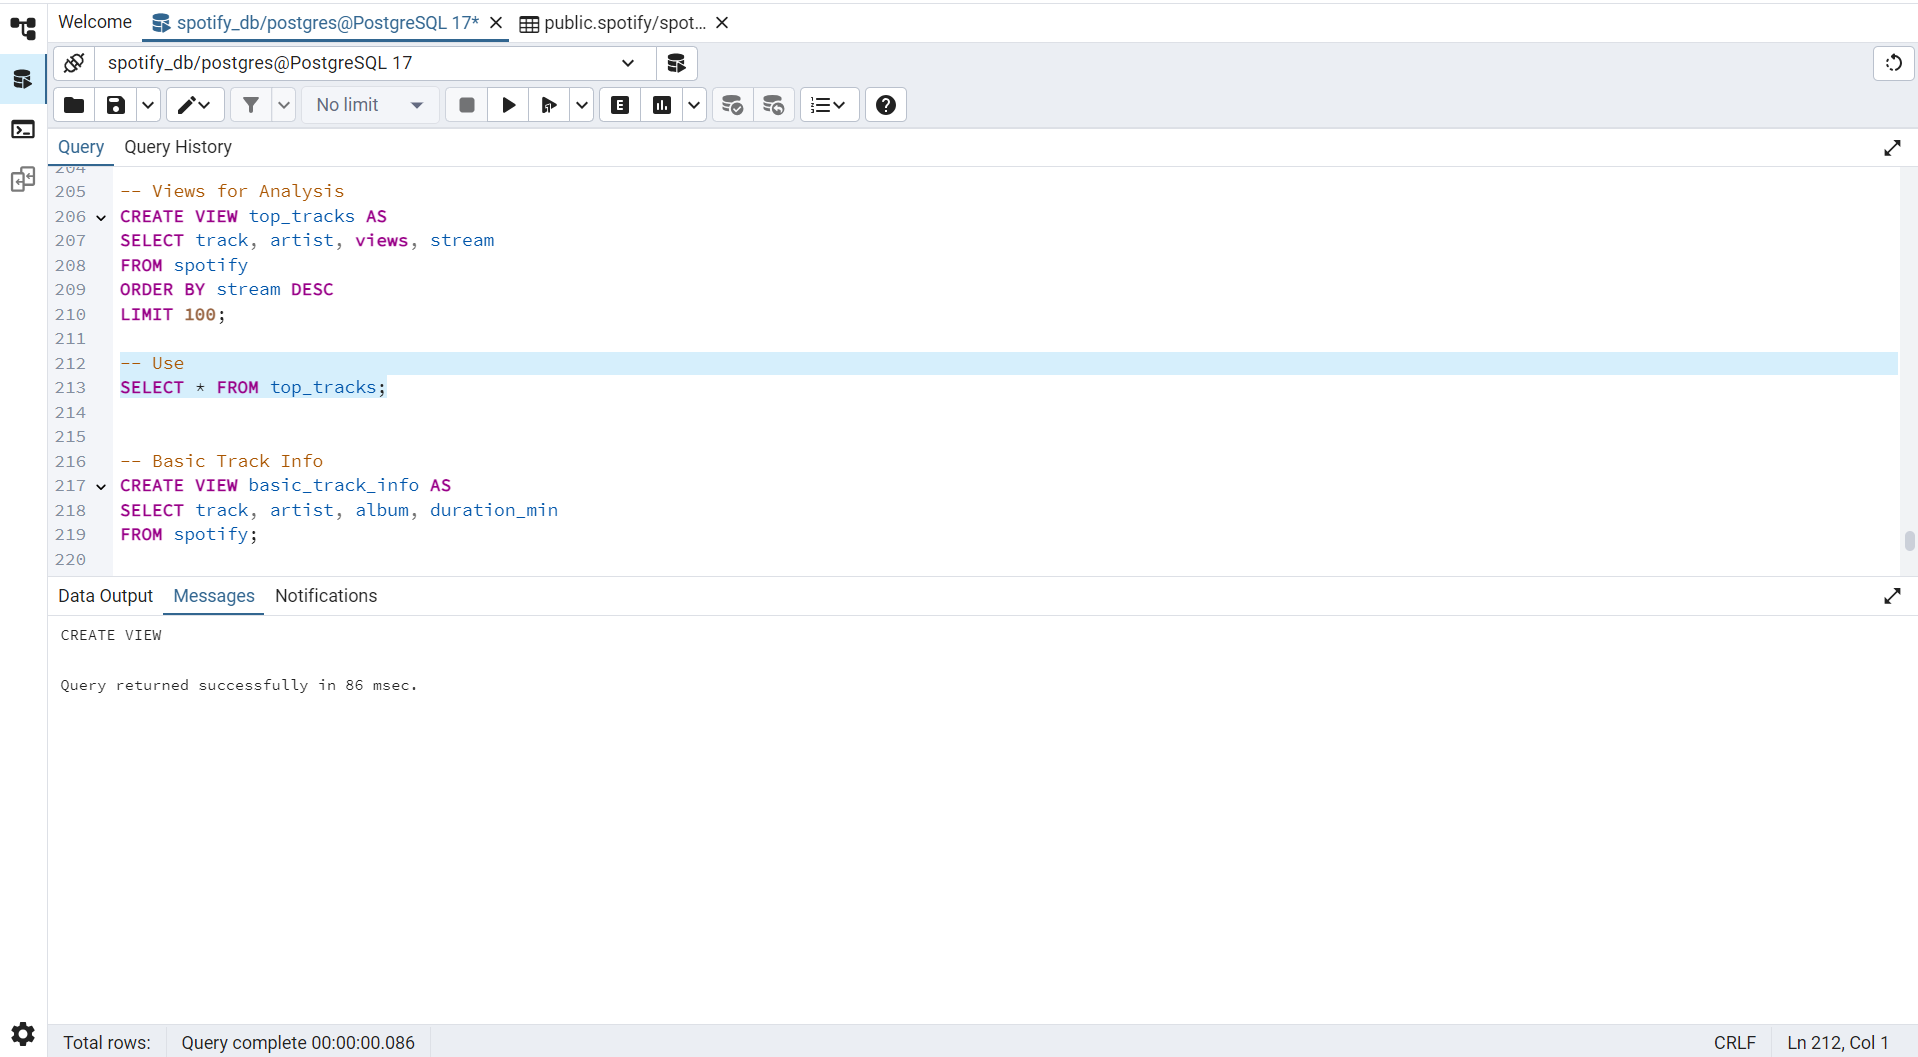 Welcome
spotify_db/postgres@PostgreSQL 17*
public.spotify/spot...
spotify_db/postgres@PostgreSQL 17
No limit
E
Query
Query History
204
205 -- Views for Analysis
206 CREATE VIEW top_tracks AS
207 SELECT track, artist, views, stream
208 FROM spotify
209 ORDER BY stream DESC
210 LIMIT 100;
211
212 -- Use
213 SELECT * FROM top_tracks;
214
215
216 -- Basic Track Info
217 CREATE VIEW basic_track_info AS
218 SELECT track, artist, album, duration_min
219 FROM spotify;
220
Data Output
Messages
Notifications
CREATE VIEW
Query returned successfully in 86 msec.
Total rows:
Query complete 00:00:00.086
CRLF
Ln 212, Col 1